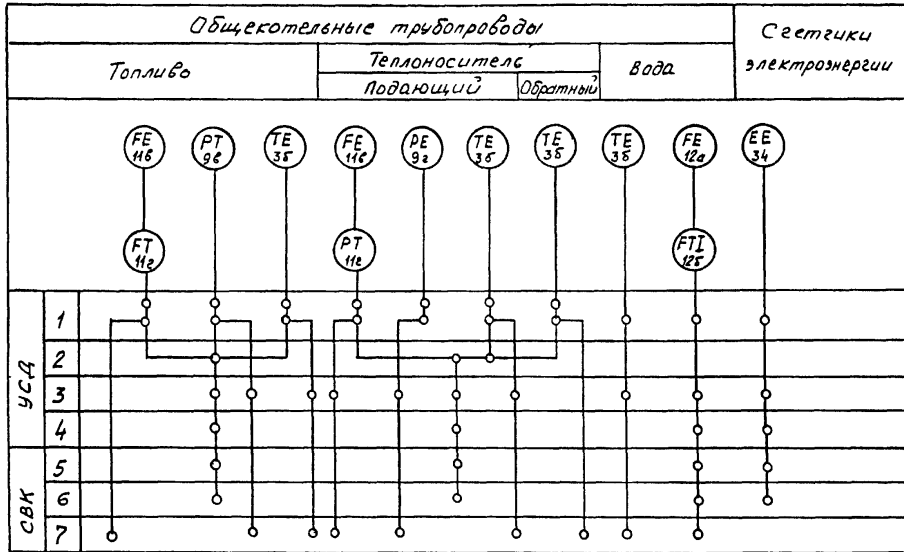 Общекотельные трубопроводы
Счетчики
электроэнергии
Топливо
Теплоноситель
Вода
Подающий
Обратный
FE
11в
PT
9в
TE
3б
FE
11в
PE
9г
TE
3б
TE
3б
TE
3б
FE
12а
EE
34
FT
11г
PT
11г
FTI
12б
УСД
1
2
3
4
СВК
5
6
7